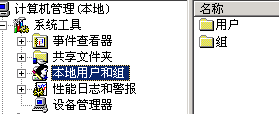 计算机管理(本地)
系统工具
事件查看器
共享文件夹
本地用户和组
性能日志和警报
设备管理器
名称
用户
组